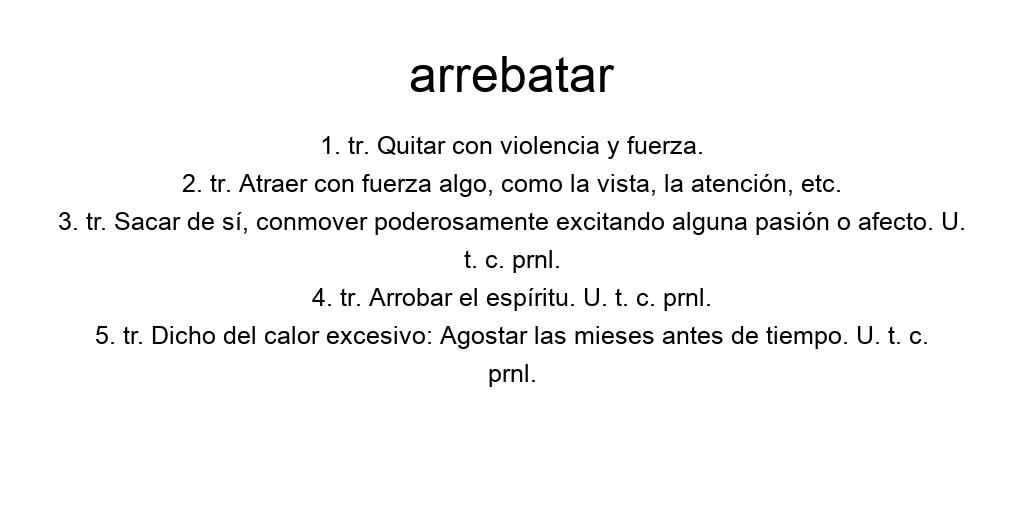 arrebatar
1. tr. Quitar con violencia y fuerza.
2. tr. Atraer con fuerza algo, como la vista, la atención, etc.
3. tr. Sacar de sí, conmover poderosamente excitando alguna pasión o afecto. U.
t. c. prnl.
4. tr. Arrobar el espíritu. U. t. c. prnl.
5. tr. Dicho del calor excesivo: Agostar las mieses antes de tiempo. U. t. c.
prnl.